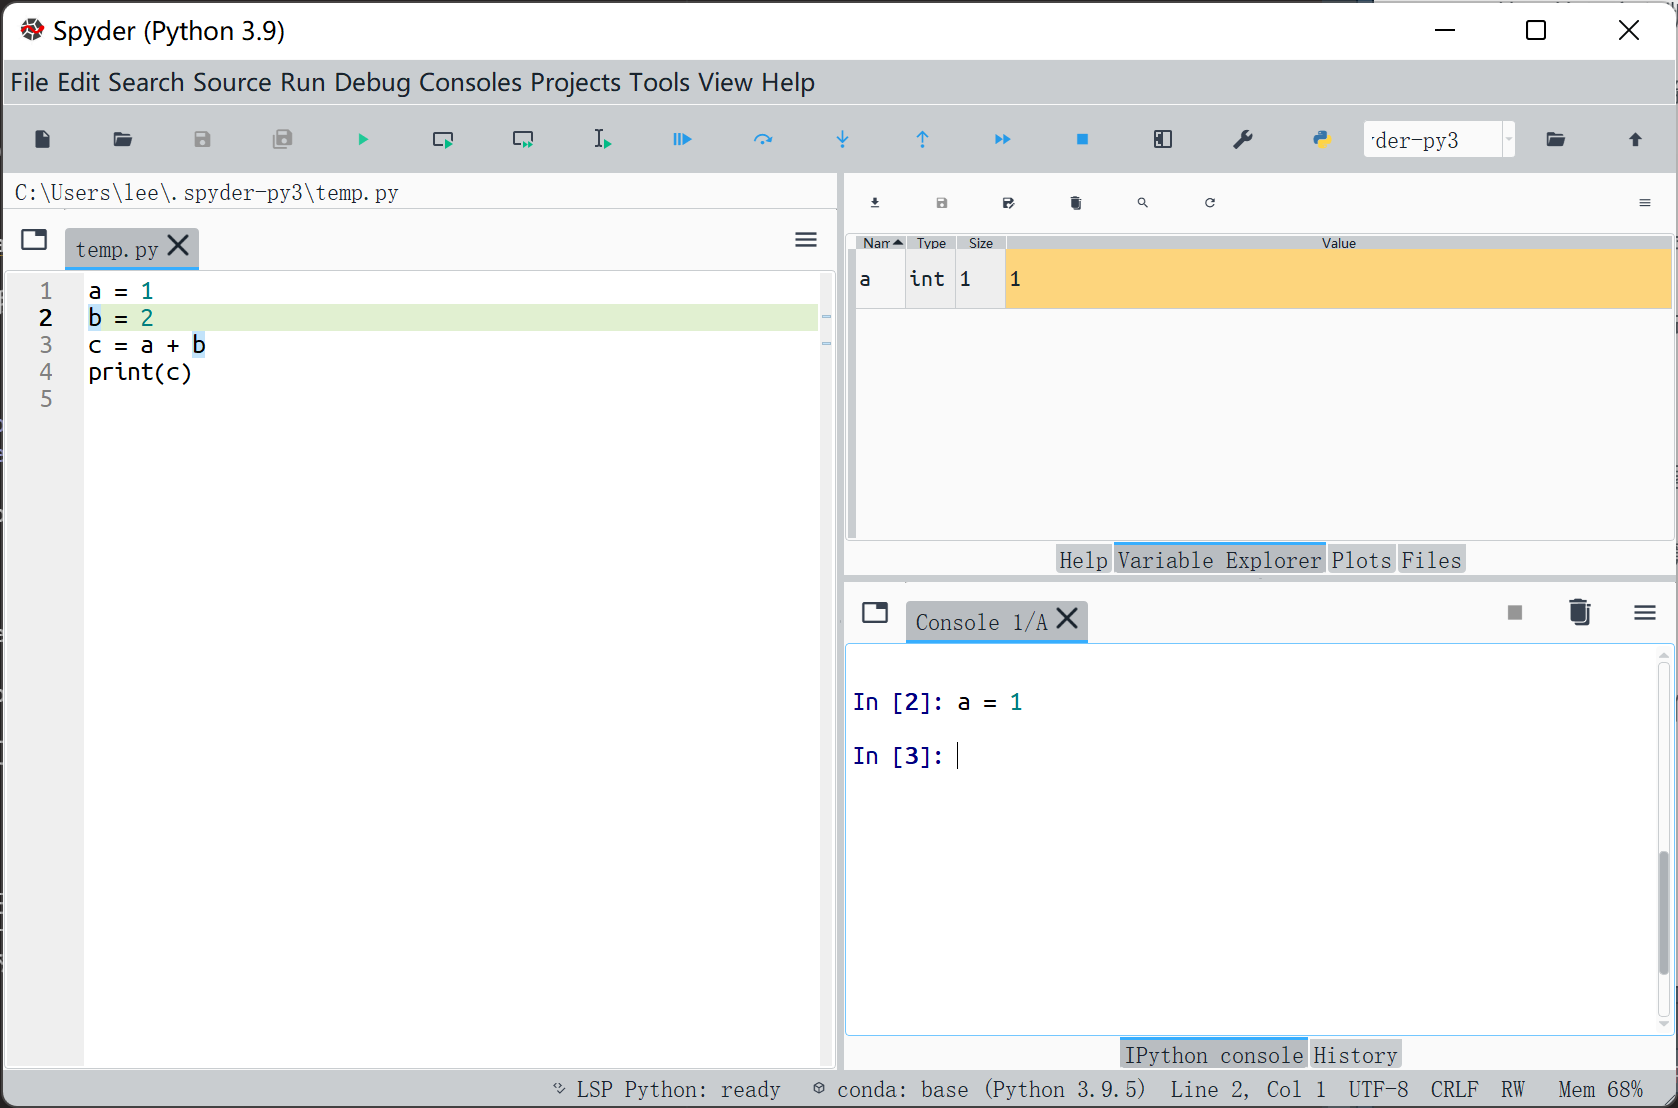 Spyder (Python 3.9)
File Edit Search Source Run Debug Consoles Projects Tools View Help
der-py3
C:\Users\lee\.spyder-py3\temp.py
temp.py
1 a = 1
2 b = 2
3 c = a + b
4 print(c)
5
Nam Type Size Value
a int 1 1
Help Variable Explorer Plots Files
Console 1/A
In [2]: a = 1
In [3]:
IPython console History
LSP Python: ready conda: base (Python 3.9.5) Line 2, Col 1 UTF-8 CRLF RW Mem 68%